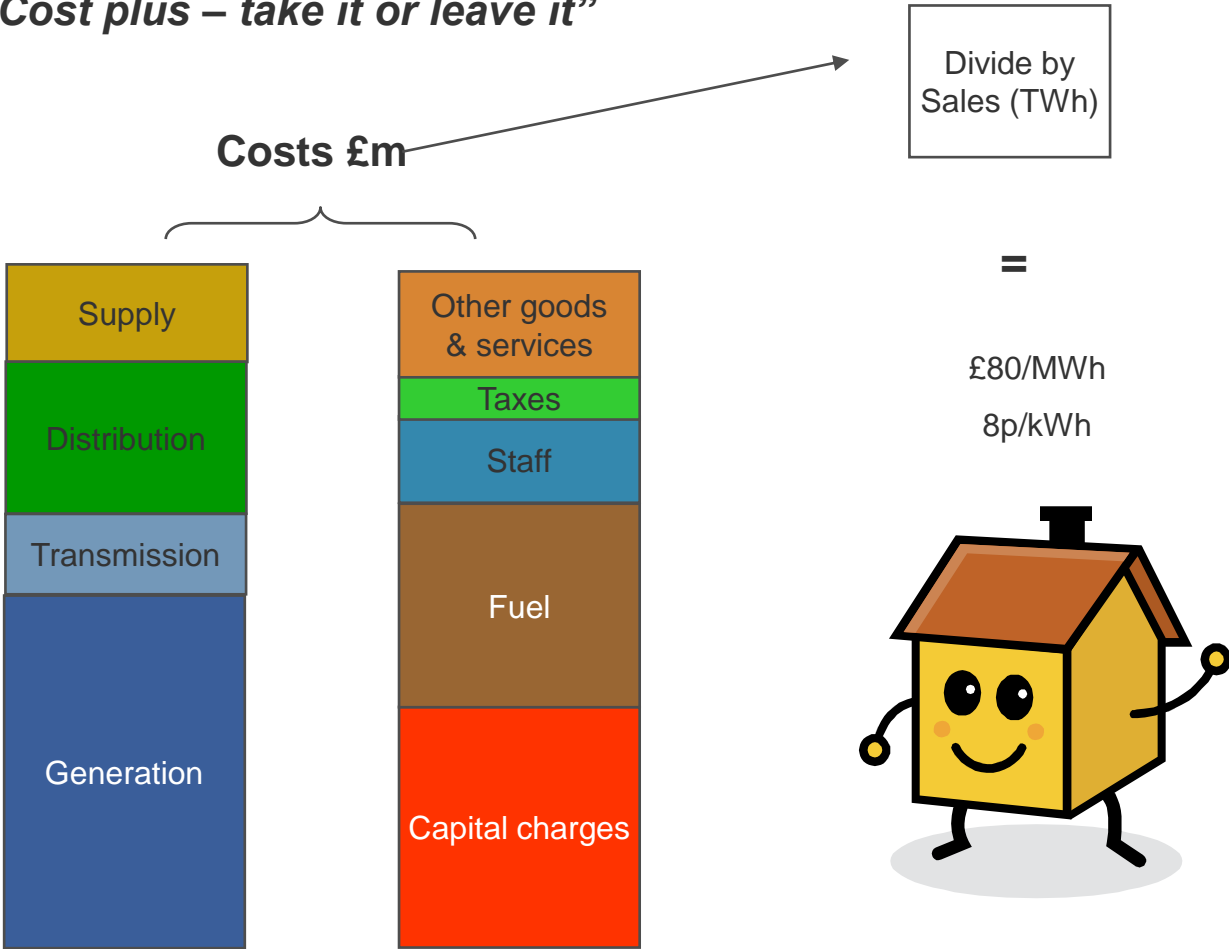 Cost plus – take it or leave it”
Divide by
Sales (TWh)
Costs £m
=
Supply
Distribution
Transmission
Generation
Other goods
& services
Taxes
Staff
Fuel
Capital charges
£80/MWh
8p/kWh